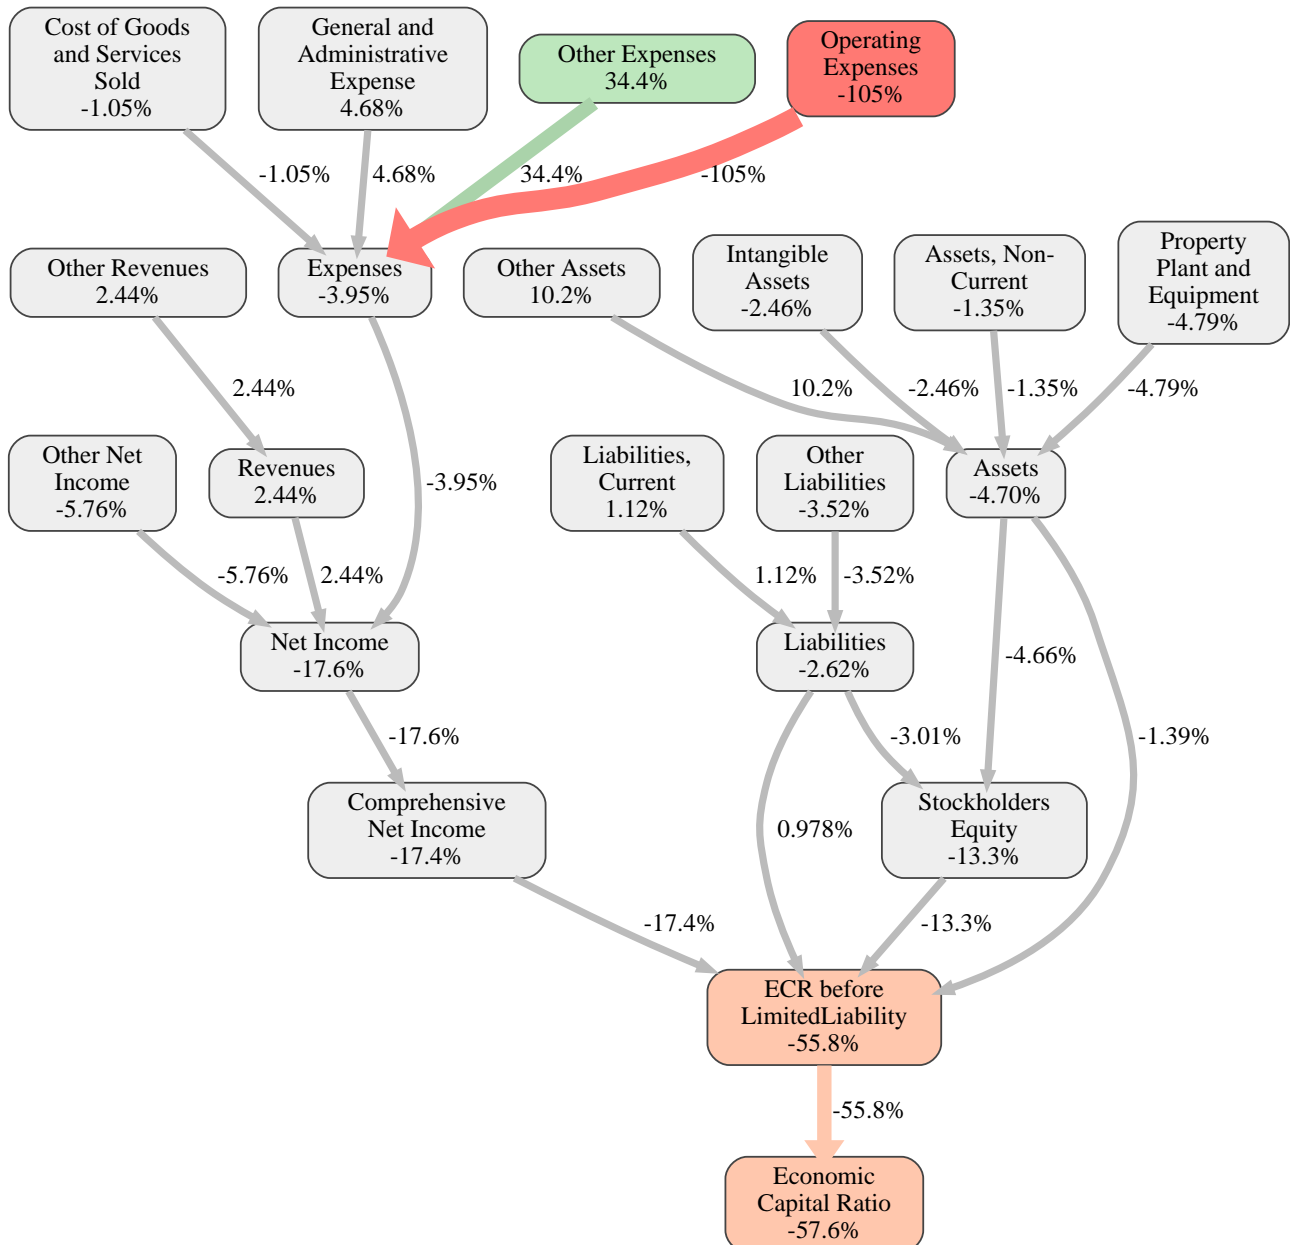 Cost of Goods
and Services
Sold
-1.05%
General and
Administrative
Expense
4.68%
Other Expenses
34.4%
Operating
Expenses
-105%
-1.05%
4.68%
34.4%
-105%
Other Revenues
2.44%
Expenses
-3.95%
Other Assets
10.2%
Intangible
Assets
-2.46%
Assets, Non-
Current
-1.35%
Property
Plant and
Equipment
-4.79%
2.44%
10.2%
-2.46%
-1.35%
-4.79%
Other Net
Income
-5.76%
Revenues
2.44%
-3.95%
Liabilities,
Current
1.12%
Other
Liabilities
-3.52%
Assets
-4.70%
-5.76%
2.44%
1.12%
-3.52%
Net Income
-17.6%
Liabilities
-2.62%
-4.66%
-17.6%
-3.01%
-1.39%
Comprehensive
Net Income
-17.4%
0.978%
Stockholders
Equity
-13.3%
-17.4%
-13.3%
ECR before
LimitedLiability
-55.8%
-55.8%
Economic
Capital Ratio
-57.6%